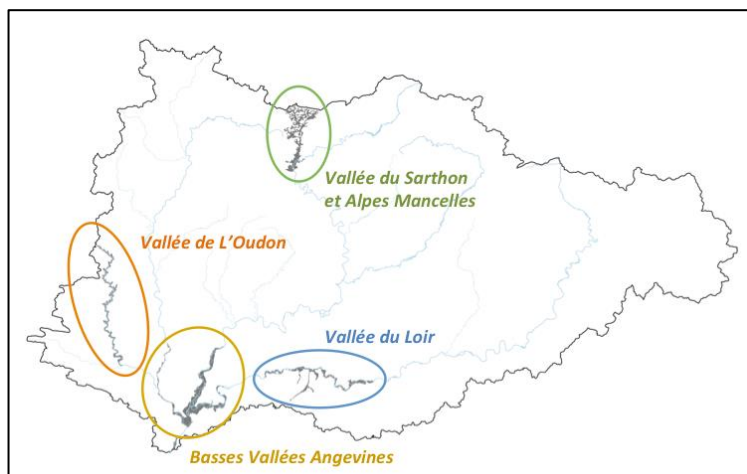 Vallée du Sarthon
et Alpes Mancelles
Vallée de L'Oudon
Vallée du Loir
Basses Vallées Angevines